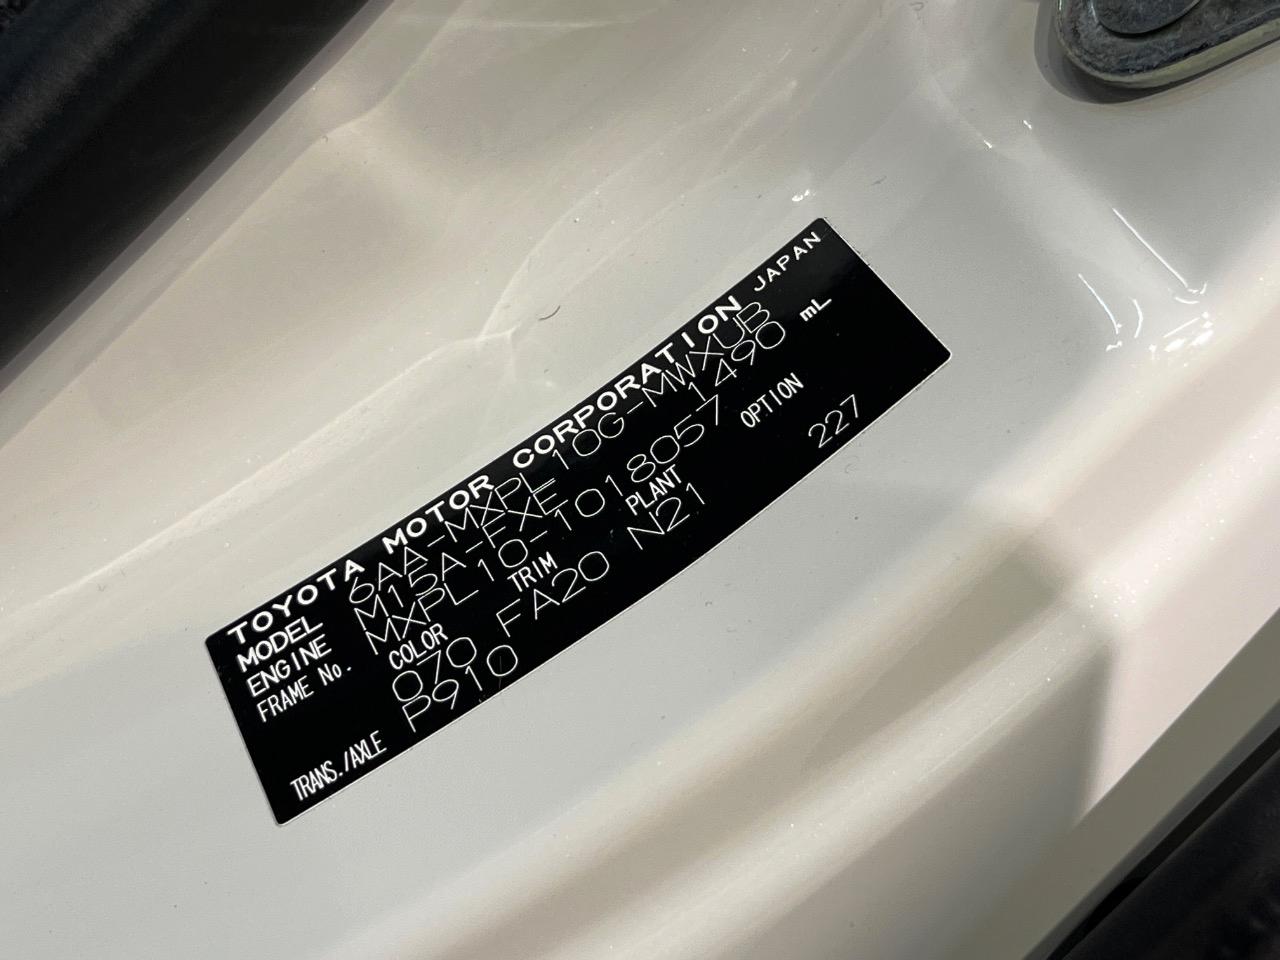 TOYOTA MOTOR CORPORATION JAPAN
MODEL 6AA-MXPL10G-MWXUB
ENGINE M15A-FXE 1490 mL
FRAME No. MXPL10-1018057
COLOR TRIM PLANT OPTION
070 FA20 N21 227
TRANS./AXLE P910